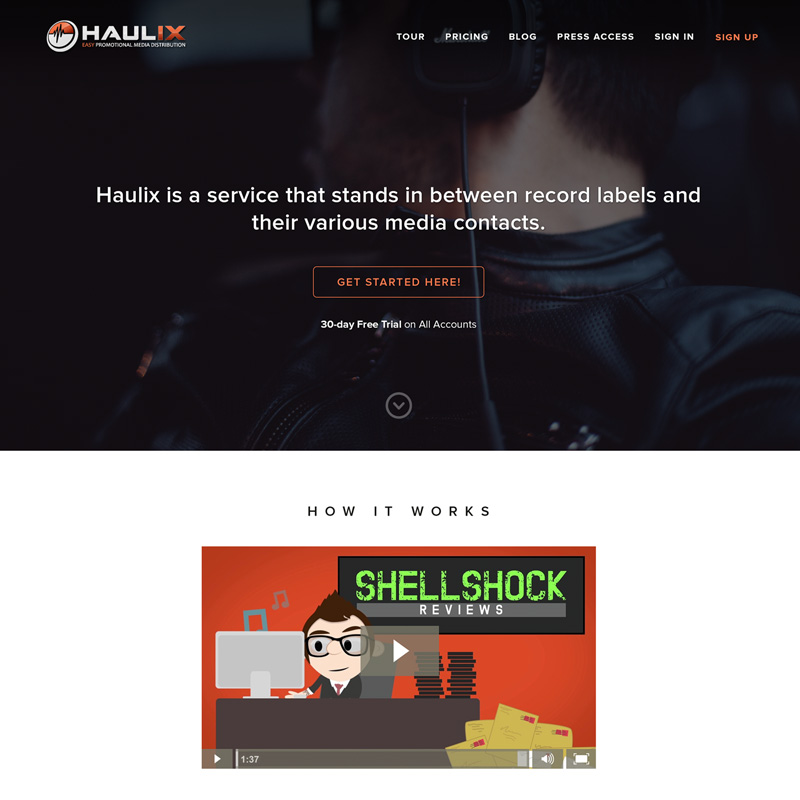 HAULIX
EASY PROMOTIONAL MEDIA DISTRIBUTION
TOUR PRICING BLOG PRESS ACCESS SIGN IN SIGN UP
Haulix is a service that stands in between record labels and
their various media contacts.
GET STARTED HERE!
30-day Free Trial on All Accounts
HOW IT WORKS
SHELLSHOCK
REVIEWS
1:37